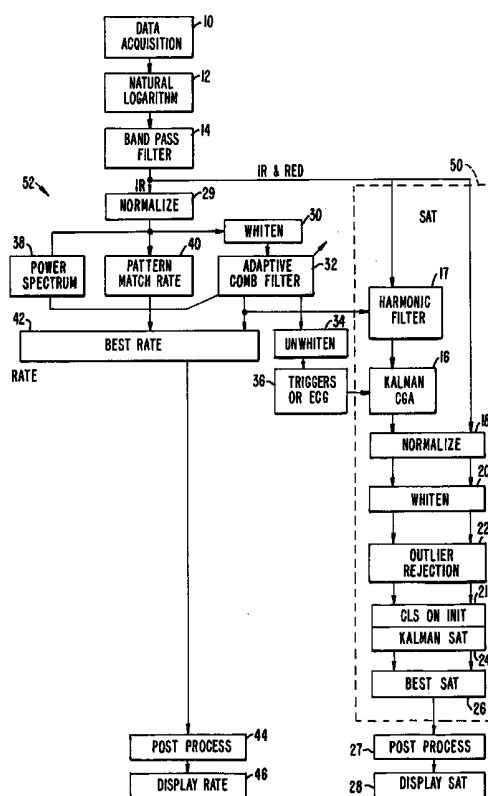 10
DATA
ACQUISITION
12
NATURAL
LOGARITHM
14
BAND PASS
FILTER
50
IR & RED
52
IR
29
NORMALIZE
SAT
30
WHITEN
38
POWER
SPECTRUM
40
PATTERN
MATCH RATE
ADAPTIVE
COMB FILTER
32
17
HARMONIC
FILTER
42
BEST RATE
34
UNWHITEN
RATE
36
TRIGGERS
OR ECG
16
KALMAN
CGA
18
NORMALIZE
20
WHITEN
22
OUTLIER
REJECTION
21
CLS ON INIT
KALMAN SAT
24
BEST SAT
26
POST PROCESS
44
27
POST PROCESS
DISPLAY RATE
46
28
DISPLAY SAT